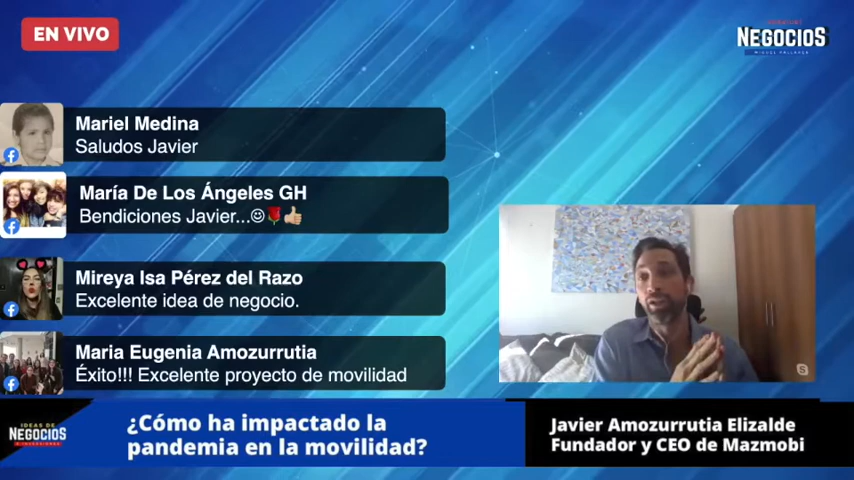 EN VIVO
NEGOCIOS
Mariel Medina
Saludos Javier
María De Los Ángeles GH
Bendiciones Javier...☺🌹👍🏼
Mireya Isa Pérez del Razo
Excelente idea de negocio.
Maria Eugenia Amozurrutia
Éxito!!! Excelente proyecto de movilidad
IDEAS DE
NEGOCIOS
¿Cómo ha impactado la
pandemia en la movilidad?
Javier Amozurrutia Elizalde
Fundador y CEO de Mazmobi